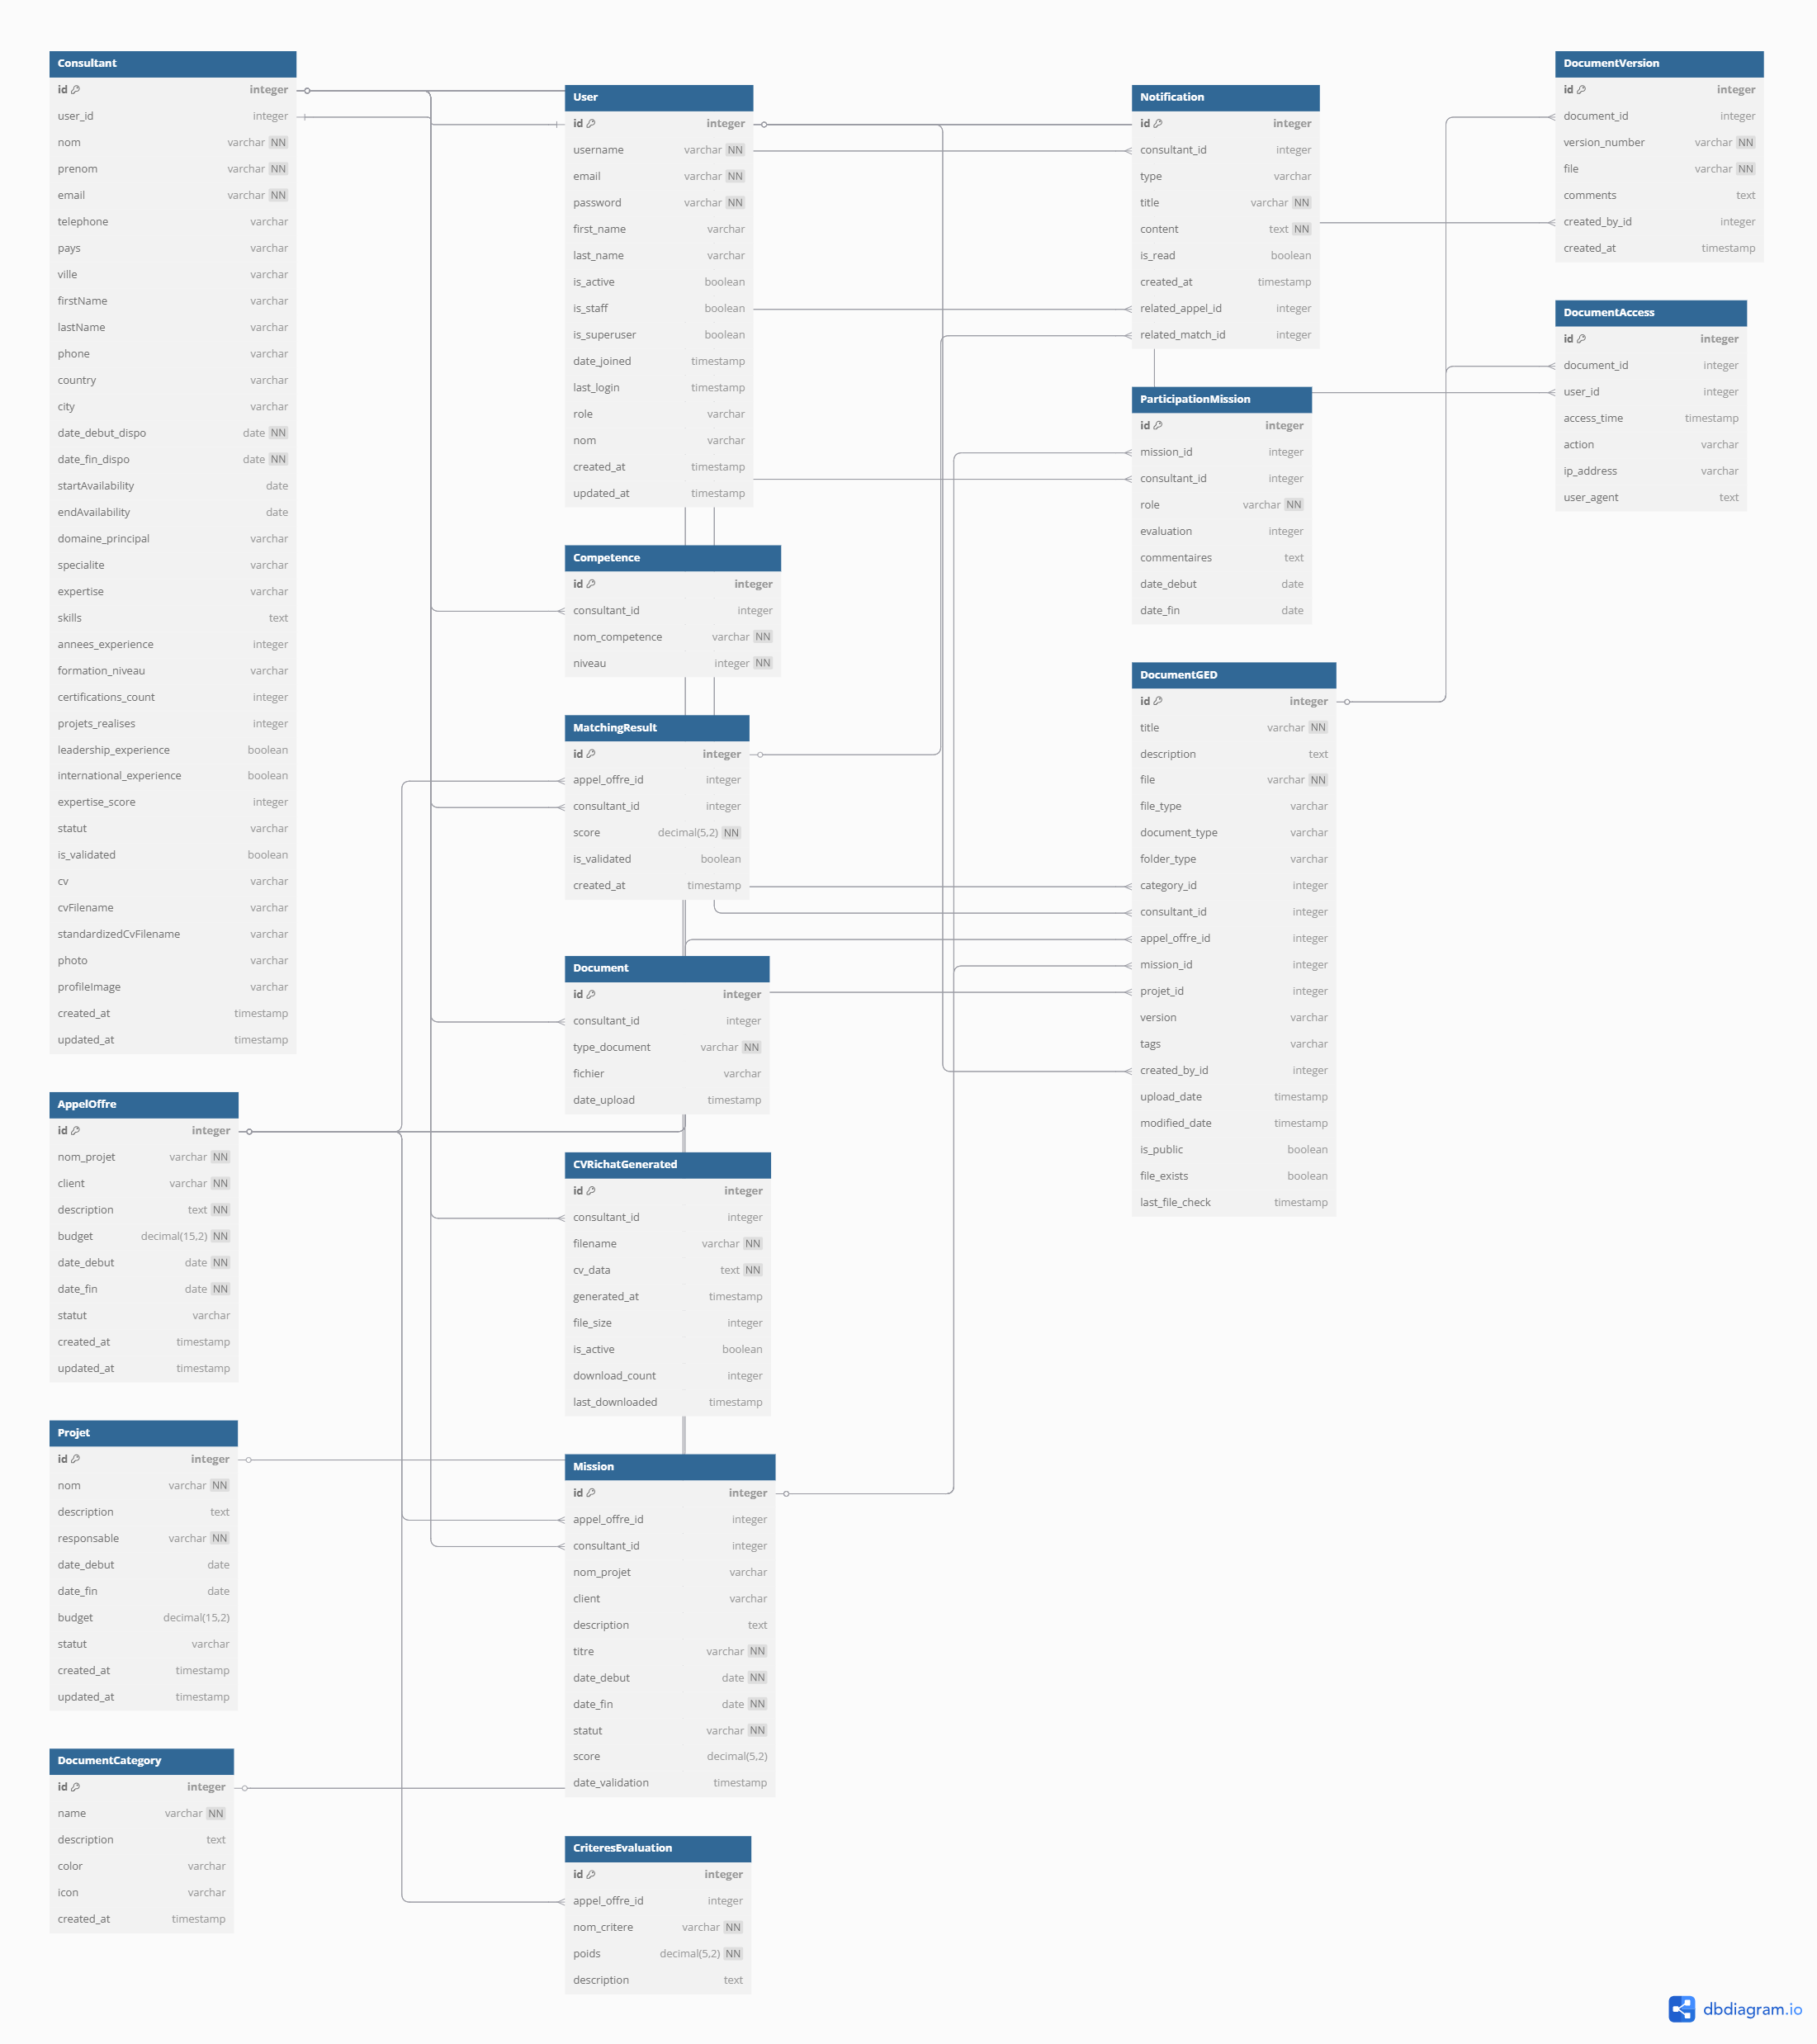 Consultant
id integer
user_id integer
nom varchar NN
prenom varchar NN
email varchar NN
telephone varchar
pays varchar
ville varchar
firstName varchar
lastName varchar
phone varchar
country varchar
city varchar
date_debut_dispo date NN
date_fin_dispo date NN
startAvailability date
endAvailability date
domaine_principal varchar
specialite varchar
expertise varchar
skills text
annees_experience integer
formation_niveau varchar
certifications_count integer
projets_realises integer
leadership_experience boolean
international_experience boolean
expertise_score integer
statut varchar
is_validated boolean
cv varchar
cvFilename varchar
standardizedCvFilename varchar
photo varchar
profileImage varchar
created_at timestamp
updated_at timestamp
AppelOffre
id integer
nom_projet varchar NN
client varchar NN
description text NN
budget decimal(15,2) NN
date_debut date NN
date_fin date NN
statut varchar
created_at timestamp
updated_at timestamp
Projet
id integer
nom varchar NN
description text
responsable varchar NN
date_debut date
date_fin date
budget decimal(15,2)
statut varchar
created_at timestamp
updated_at timestamp
DocumentCategory
id integer
name varchar NN
description text
color varchar
icon varchar
created_at timestamp
User
id integer
username varchar NN
email varchar NN
password varchar NN
first_name varchar
last_name varchar
is_active boolean
is_staff boolean
is_superuser boolean
date_joined timestamp
last_login timestamp
role varchar
nom varchar
created_at timestamp
updated_at timestamp
Competence
id integer
consultant_id integer
nom_competence varchar NN
niveau integer NN
MatchingResult
id integer
appel_offre_id integer
consultant_id integer
score decimal(5,2) NN
is_validated boolean
created_at timestamp
Document
id integer
consultant_id integer
type_document varchar NN
fichier varchar
date_upload timestamp
CVRichatGenerated
id integer
consultant_id integer
filename varchar NN
cv_data text NN
generated_at timestamp
file_size integer
is_active boolean
download_count integer
last_downloaded timestamp
Mission
id integer
appel_offre_id integer
consultant_id integer
nom_projet varchar
client varchar
description text
titre varchar NN
date_debut date NN
date_fin date NN
statut varchar NN
score decimal(5,2)
date_validation timestamp
CriteresEvaluation
id integer
appel_offre_id integer
nom_critere varchar NN
poids decimal(5,2) NN
description text
Notification
id integer
consultant_id integer
type varchar
title varchar NN
content text NN
is_read boolean
created_at timestamp
related_appel_id integer
related_match_id integer
ParticipationMission
id integer
mission_id integer
consultant_id integer
role varchar NN
evaluation integer
commentaires text
date_debut date
date_fin date
DocumentGED
id integer
title varchar NN
description text
file varchar NN
file_type varchar
document_type varchar
folder_type varchar
category_id integer
consultant_id integer
appel_offre_id integer
mission_id integer
projet_id integer
version varchar
tags varchar
created_by_id integer
upload_date timestamp
modified_date timestamp
is_public boolean
file_exists boolean
last_file_check timestamp
DocumentVersion
id integer
document_id integer
version_number varchar NN
file varchar NN
comments text
created_by_id integer
created_at timestamp
DocumentAccess
id integer
document_id integer
user_id integer
access_time timestamp
action varchar
ip_address varchar
user_agent text
dbdiagram.io